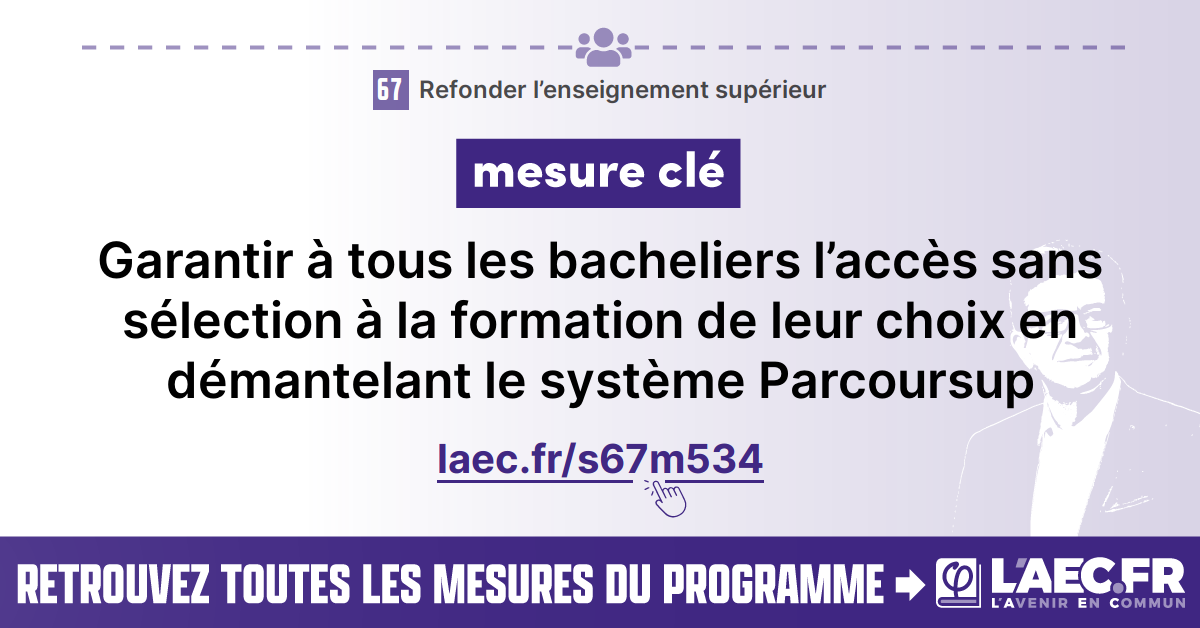 67 Refonder l’enseignement supérieur
mesure clé
Garantir à tous les bacheliers l’accès sans
sélection à la formation de leur choix en
démantelant le système Parcoursup
laec.fr/s67m534
RETROUVEZ TOUTES LES MESURES DU PROGRAMME
φ L’AEC.FR
L’AVENIR EN COMMUN